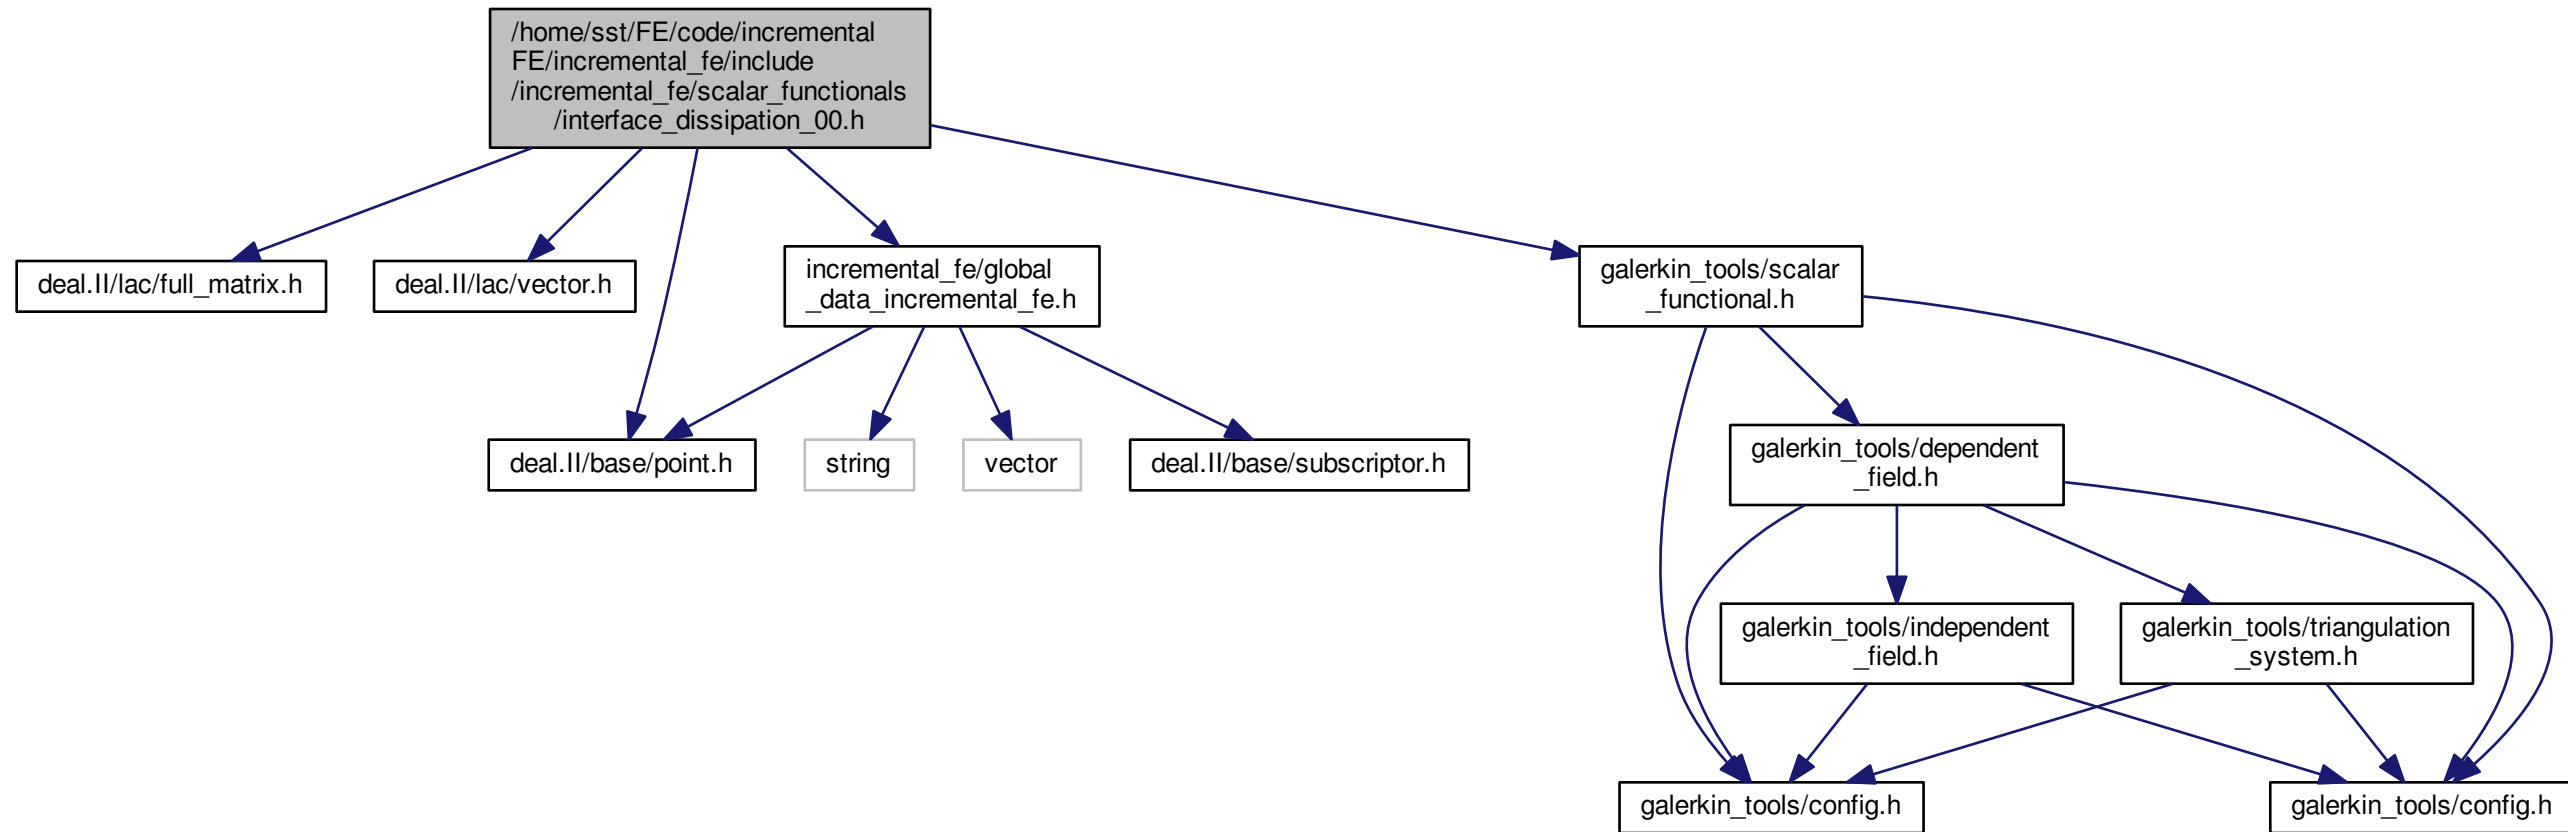 /home/sst/FE/code/incremental
FE/incremental_fe/include
/incremental_fe/scalar_functionals
/interface_dissipation_00.h
deal.II/lac/full_matrix.h
deal.II/lac/vector.h
incremental_fe/global
_data_incremental_fe.h
galerkin_tools/scalar
_functional.h
deal.II/base/point.h
string
vector
deal.II/base/subscriptor.h
galerkin_tools/dependent
_field.h
galerkin_tools/independent
_field.h
galerkin_tools/triangulation
_system.h
galerkin_tools/config.h
galerkin_tools/config.h